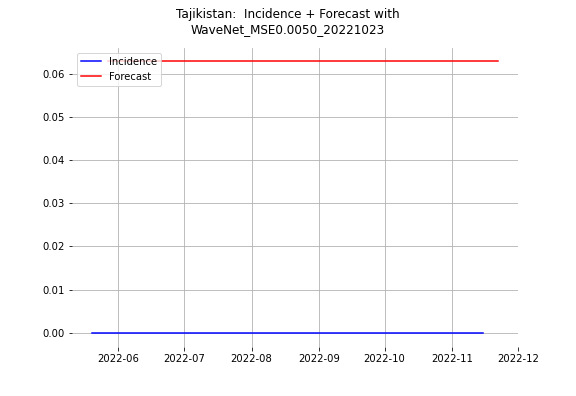 Tajikistan:  Incidence + Forecast with
WaveNet_MSE0.0050_20221023
Incidence
Forecast
0.06
0.05
0.04
0.03
0.02
0.01
0.00
2022-06 2022-07 2022-08 2022-09 2022-10 2022-11 2022-12